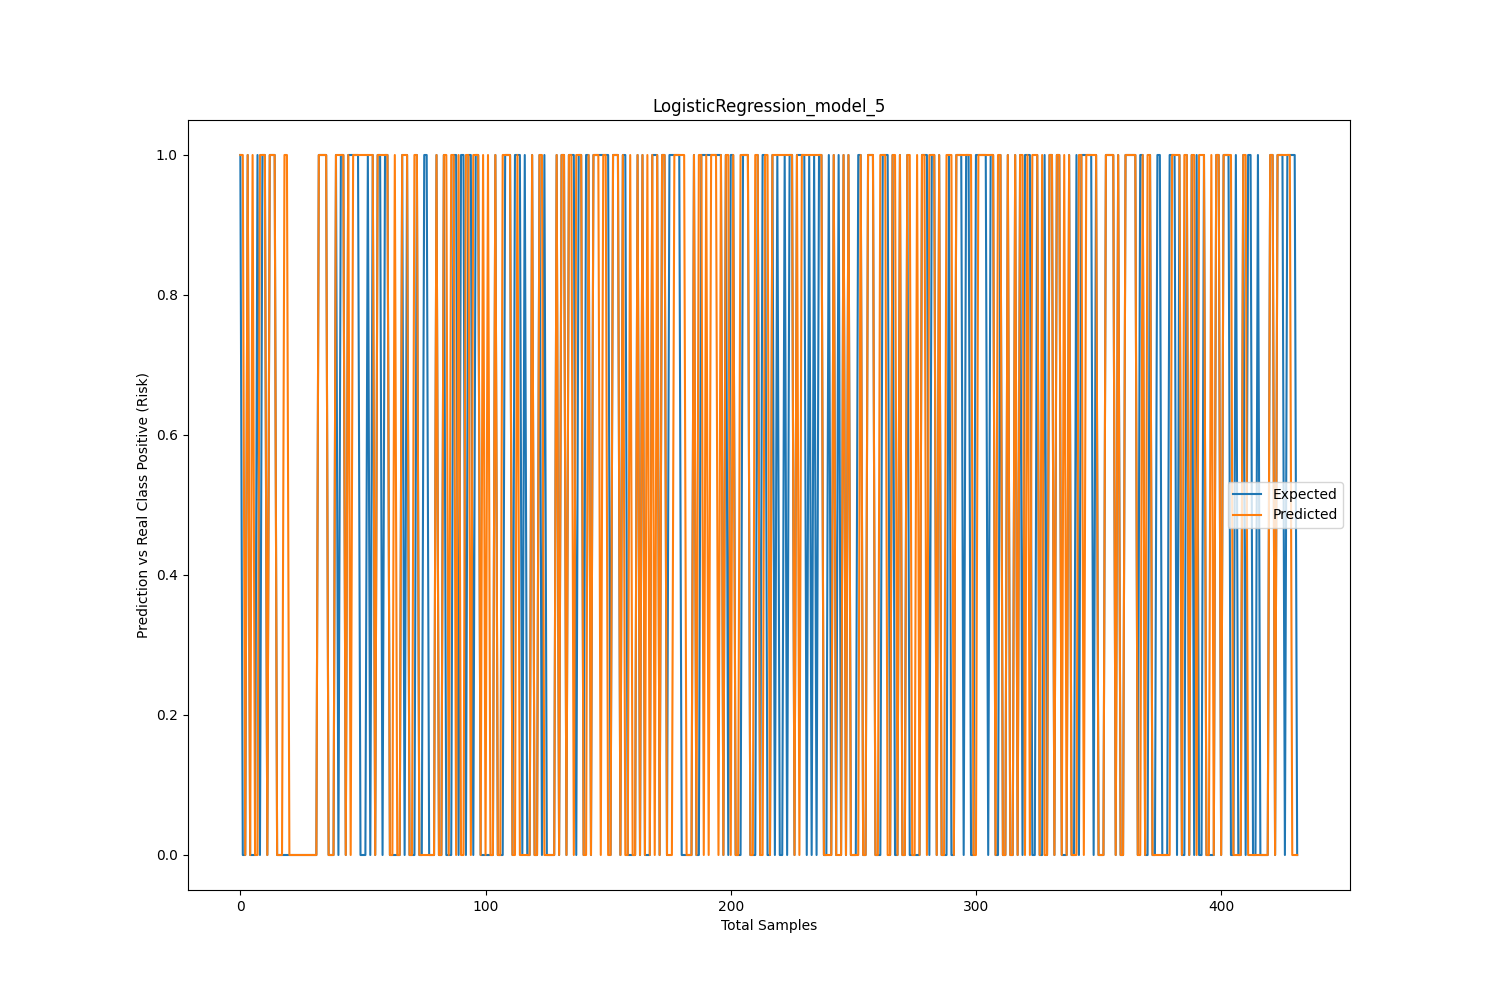 LogisticRegression_model_5
Prediction vs Real Class Positive (Risk)
1.0
0.8
0.6
0.4
0.2
0.0
Expected
Predicted
0 100 200 300 400
Total Samples